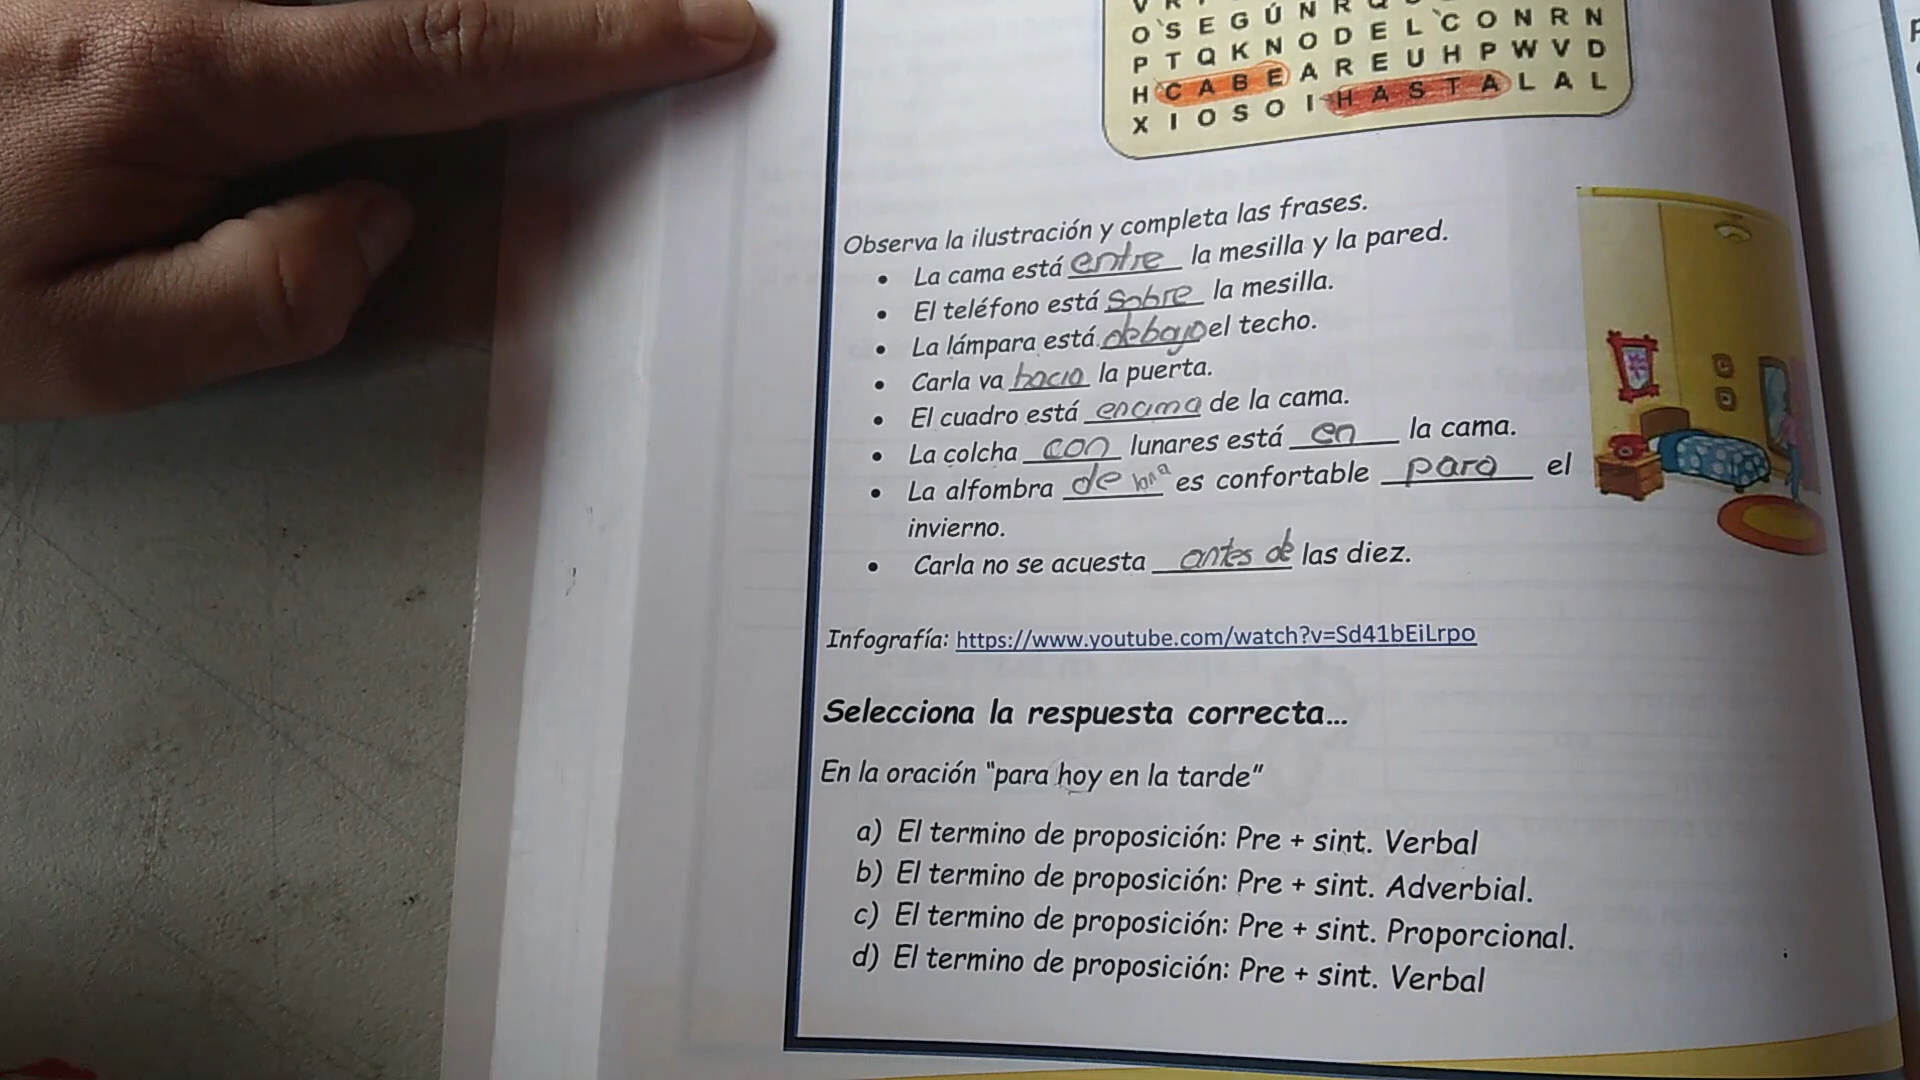 O S E G Ú N R
P T Q K N O D E L C O N R N
H C A B E A R E U H P W V D
X I O S O I H A S T A L A L
Observa la ilustración y completa las frases.
• La cama está entre la mesilla y la pared.
• El teléfono está sobre la mesilla.
• La lámpara está debajo el techo.
• Carla va hacia la puerta.
• El cuadro está encima de la cama.
• La colcha con lunares está en la cama.
• La alfombra de lana es confortable para el
invierno.
• Carla no se acuesta antes de las diez.
Infografía: https://www.youtube.com/watch?v=Sd41bEiLrpo
Selecciona la respuesta correcta...
En la oración "para hoy en la tarde"
a) El termino de proposición: Pre + sint. Verbal
b) El termino de proposición: Pre + sint. Adverbial.
c) El termino de proposición: Pre + sint. Proporcional.
d) El termino de proposición: Pre + sint. Verbal